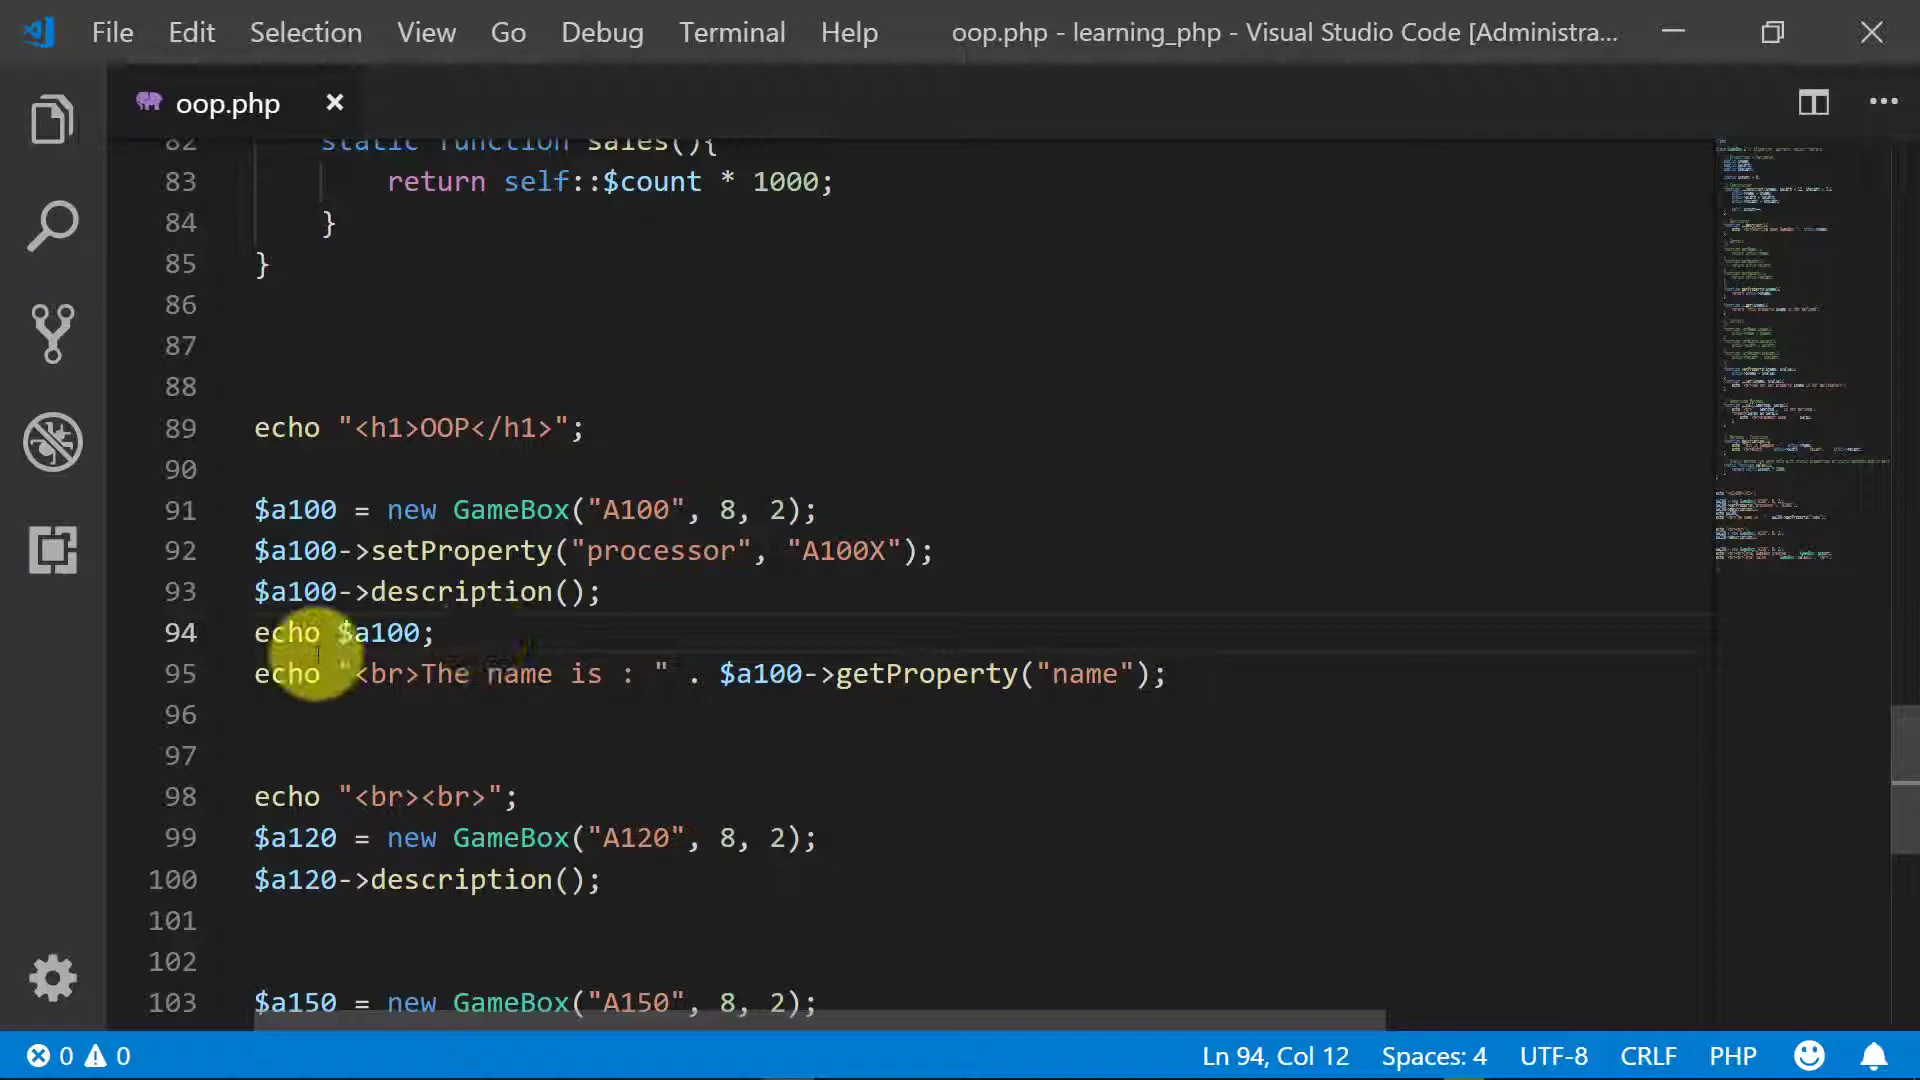 File Edit Selection View Go Debug Terminal Help oop.php - learning_php - Visual Studio Code [Administra...
oop.php
82 static function sales(){
83 return self::$count * 1000;
84 }
85 }
86
87
88
89 echo "<h1>OOP</h1>";
90
91 $a100 = new GameBox("A100", 8, 2);
92 $a100->setProperty("processor", "A100X");
93 $a100->description();
94 echo $a100;
95 echo "<br>The name is : " . $a100->getProperty("name");
96
97
98 echo "<br><br>";
99 $a120 = new GameBox("A120", 8, 2);
100 $a120->description();
101
102
103 $a150 = new GameBox("A150", 8, 2);
0 0 Ln 94, Col 12 Spaces: 4 UTF-8 CRLF PHP